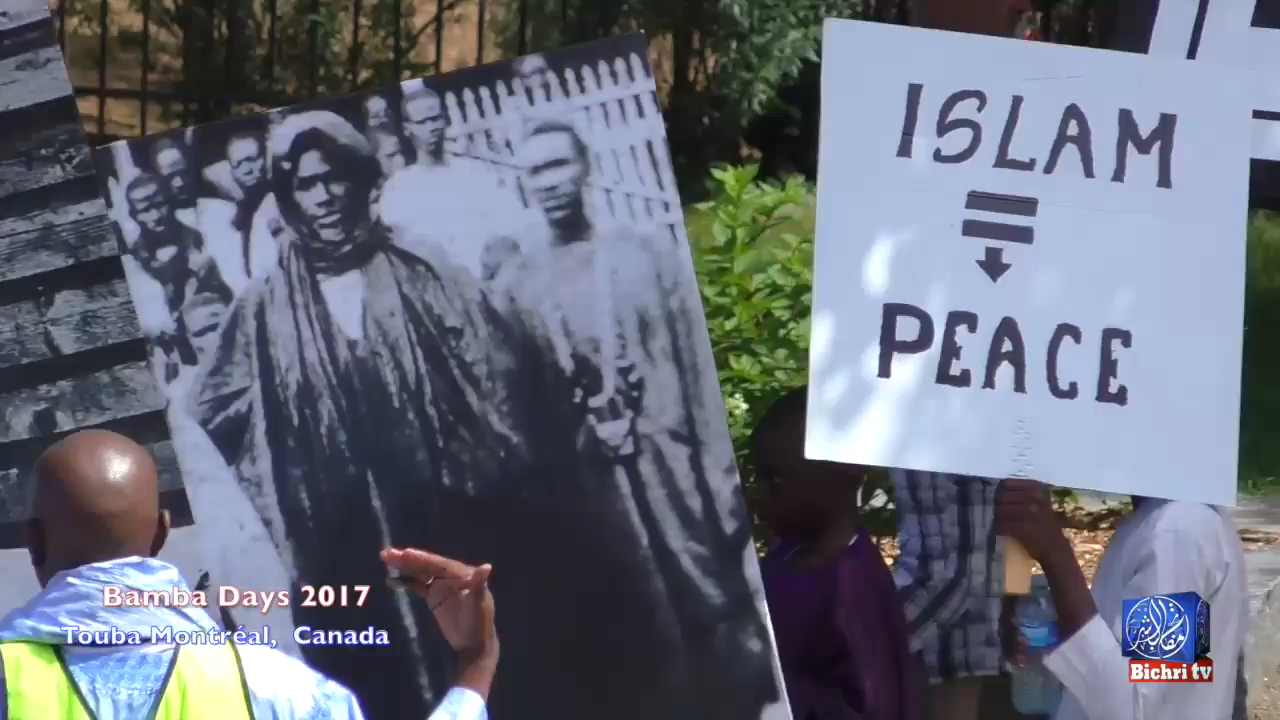 ISLAM
=
PEACE
Bamba Days 2017
Touba Montréal, Canada
Bichri tv